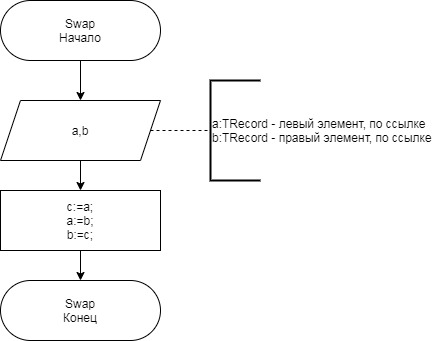 Swap
Начало
a,b
a:TRecord - левый элемент, по ссылке
b:TRecord - правый элемент, по ссылке
c:=a;
a:=b;
b:=c;
Swap
Конец